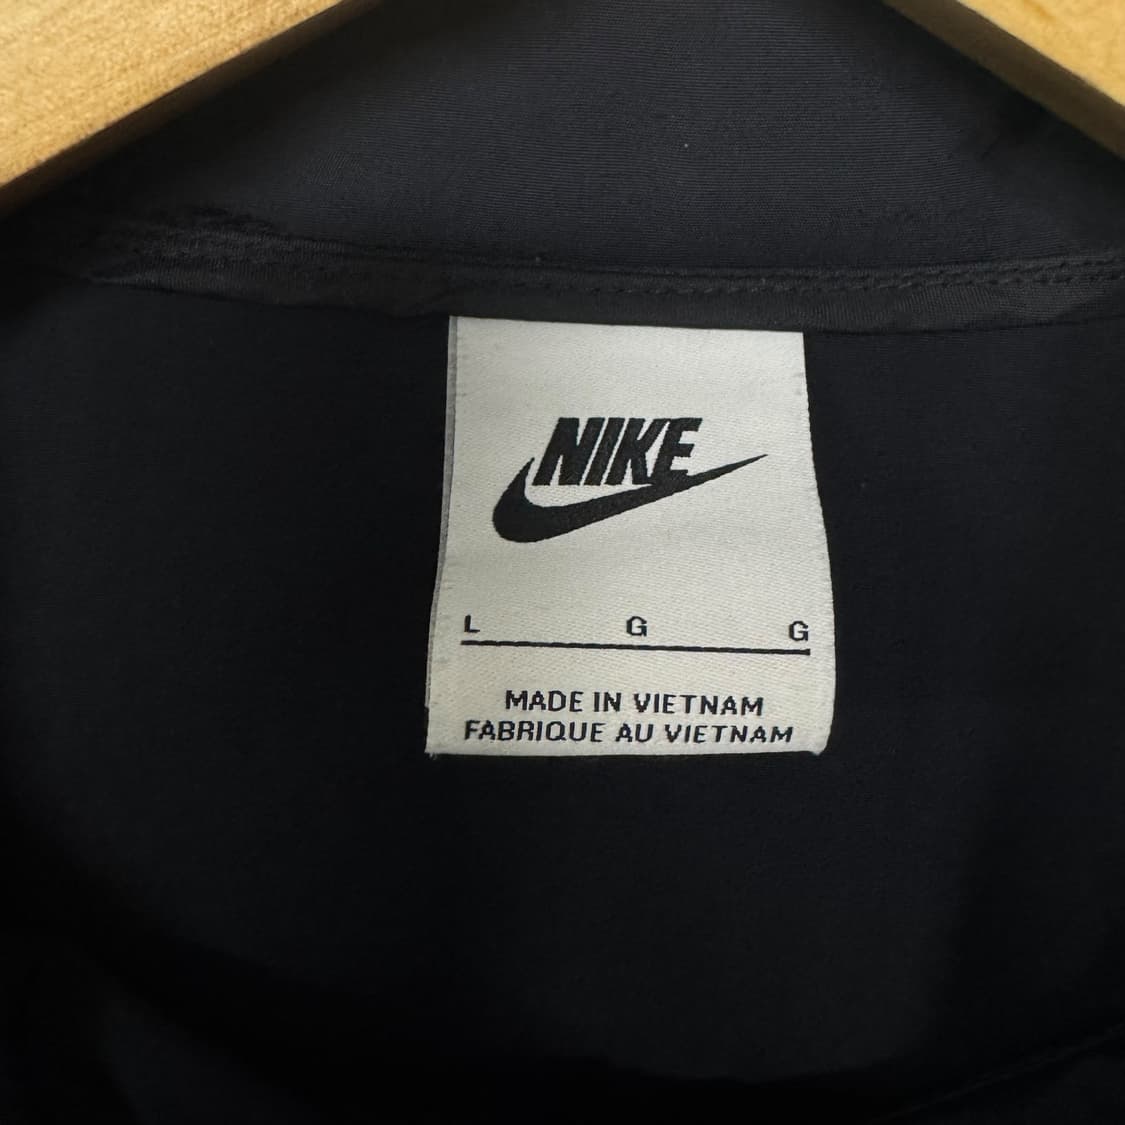 NIKE
L G G
MADE IN VIETNAM
FABRIQUE AU VIETNAM